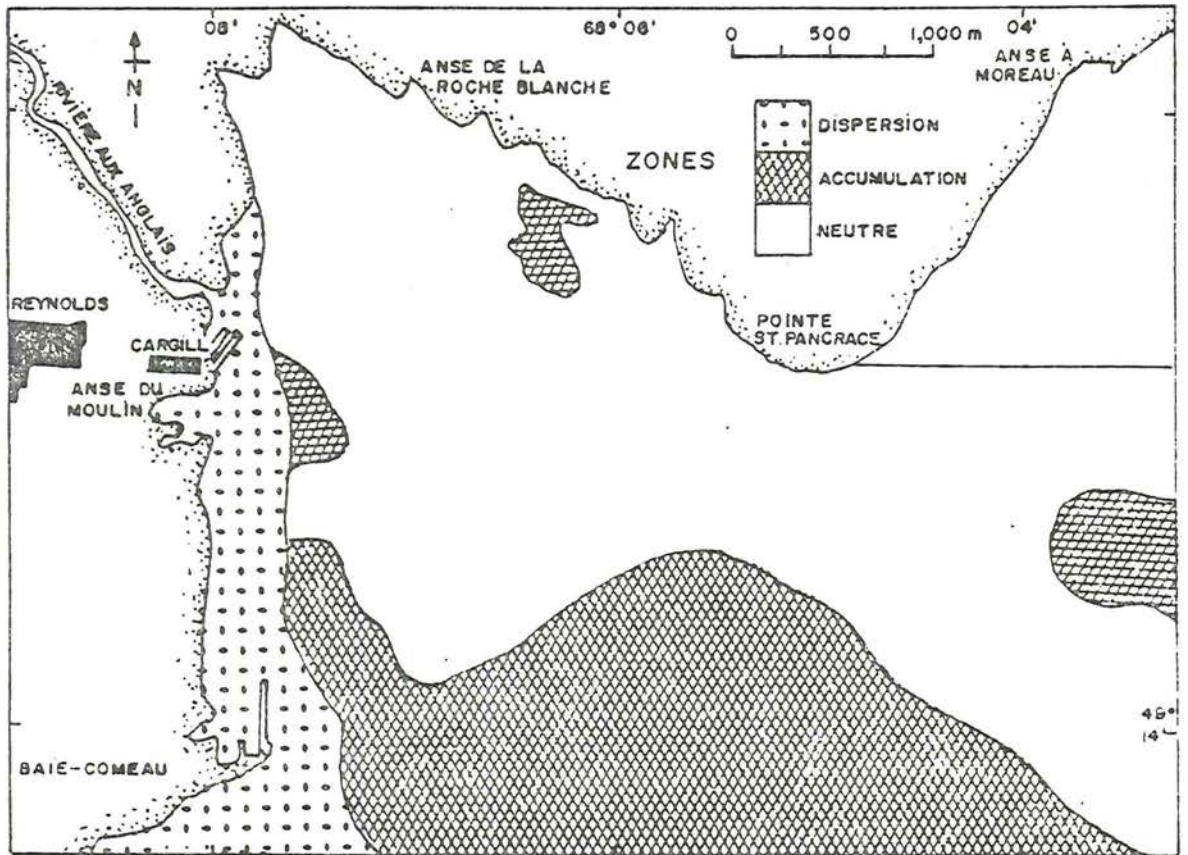 08'
68° 06'
04'
0 500 1,000 m
N
ANSE DE LA
ROCHE BLANCHE
ANSE A
MOREAU
RIVIERE AUX ANGLAIS
ZONES
DISPERSION
ACCUMULATION
NEUTRE
REYNOLDS
CARGILL
ANSE DU
MOULIN
POINTE
ST. PANCRACE
49°
14'
BAIE-COMEAU